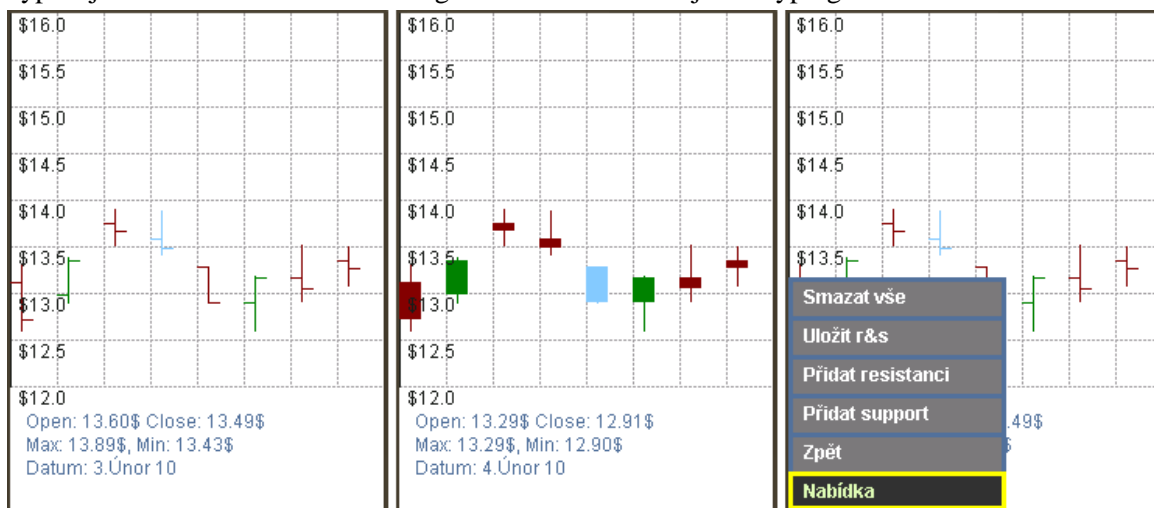 $16.0
$15.5
$15.0
$14.5
$14.0
$13.5
$13.0
$12.5
$12.0
Open: 13.60$ Close: 13.49$
Max: 13.89$, Min: 13.43$
Datum: 3.Únor 10
$16.0
$15.5
$15.0
$14.5
$14.0
$13.5
$13.0
$12.5
$12.0
Open: 13.29$ Close: 12.91$
Max: 13.29$, Min: 12.90$
Datum: 4.Únor 10
$16.0
$15.5
$15.0
$14.5
$14.0
$13.5
Smazat vše
Uložit r&s
Přidat resistanci
Přidat support
.49$
Zpět
Nabídka